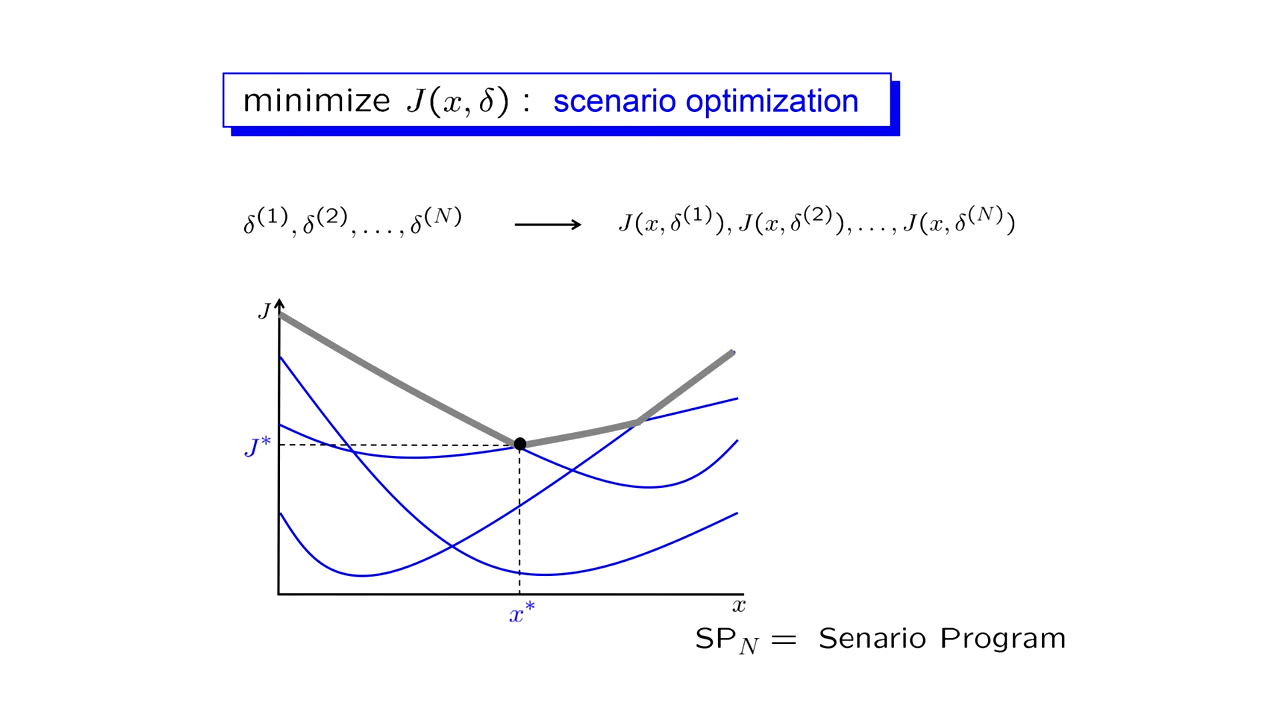 minimize J(x, δ) : scenario optimization
δ⁽¹⁾, δ⁽²⁾, . . . , δ⁽ᴺ⁾ ⟶ J(x, δ⁽¹⁾), J(x, δ⁽²⁾), . . . , J(x, δ⁽ᴺ⁾)
J
J*
x
x*
SP_N = Senario Program